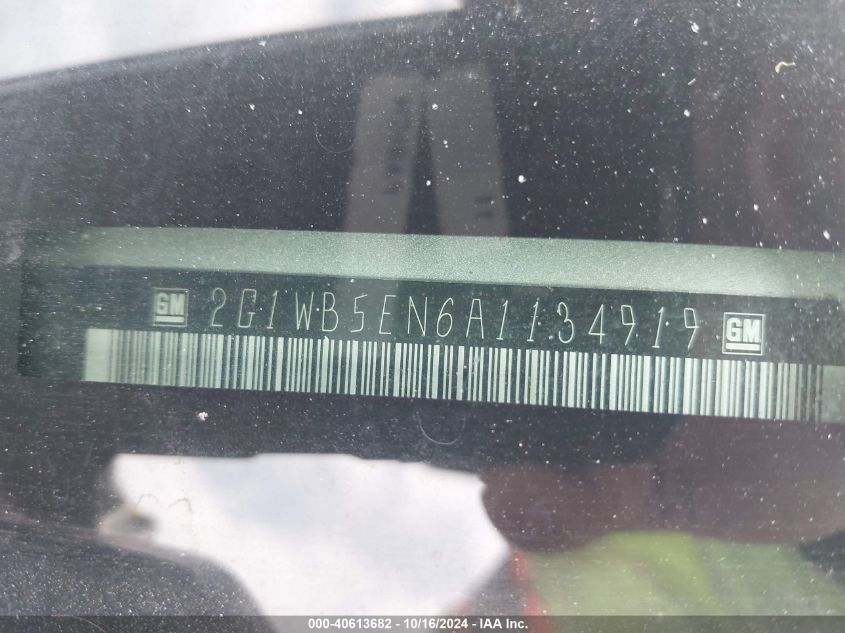 GM 2G1WB5EN6A1134919 GM
000-40613682 - 10/16/2024 - IAA Inc.